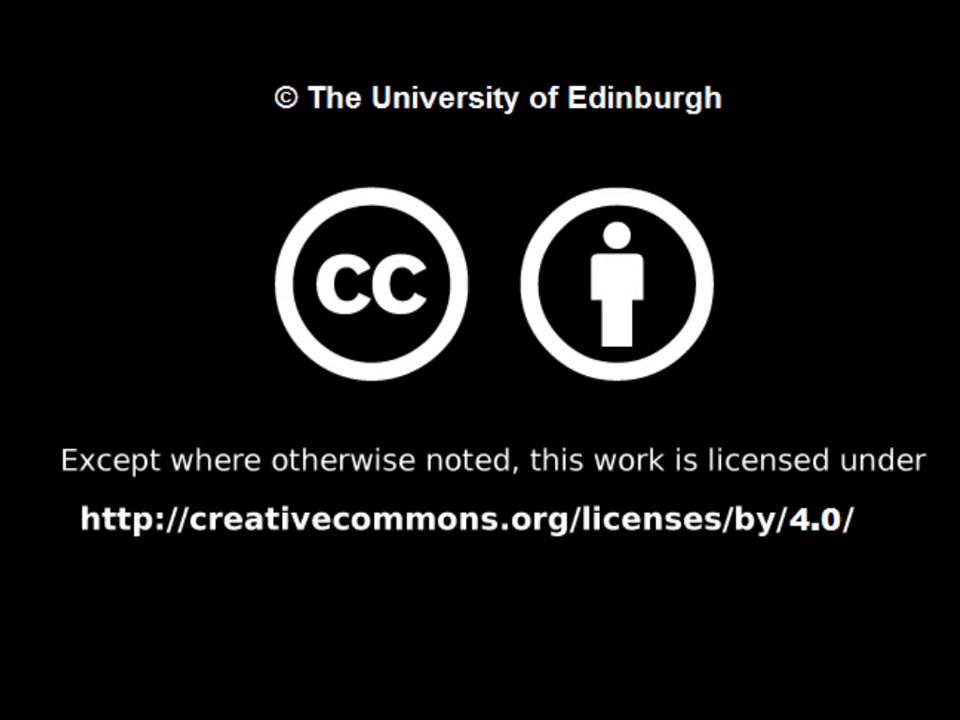 © The University of Edinburgh
cc
Except where otherwise noted, this work is licensed under
http://creativecommons.org/licenses/by/4.0/